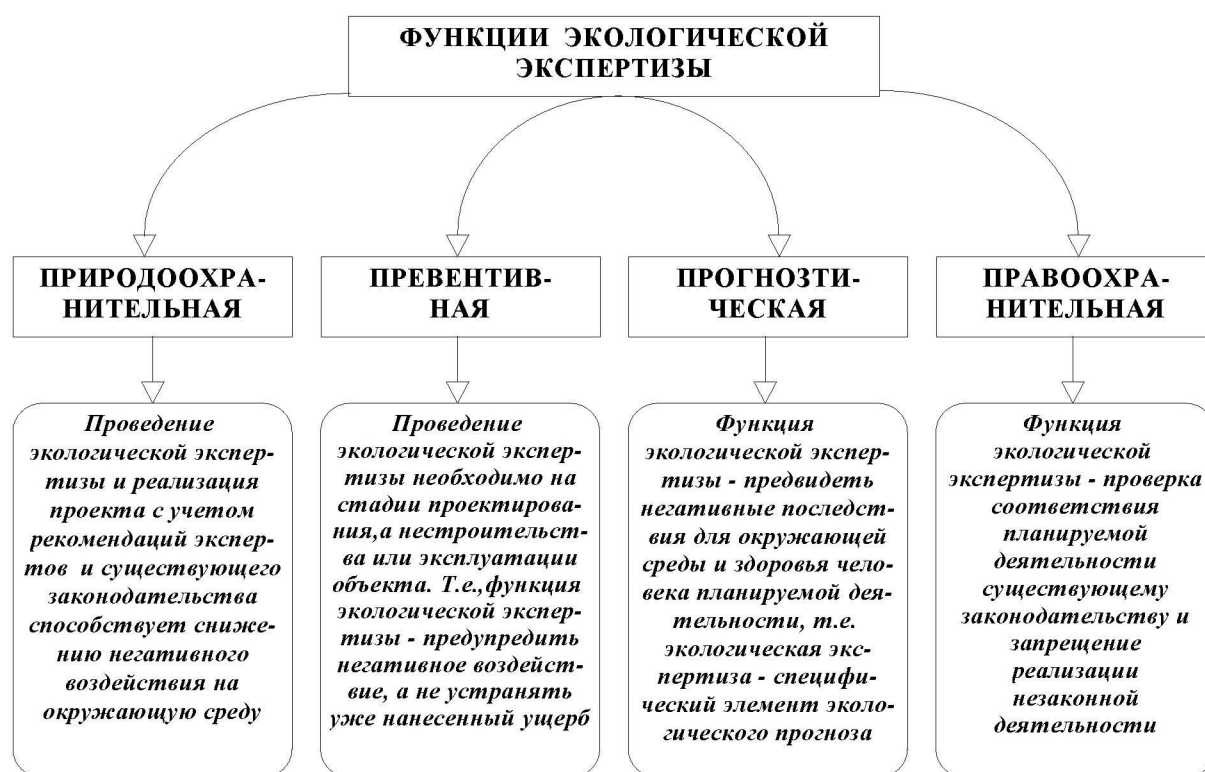 ФУНКЦИИ ЭКОЛОГИЧЕСКОЙ
ЭКСПЕРТИЗЫ
ПРИРОДООХРА-
НИТЕЛЬНАЯ
Проведение
экологической экспер-
тизы и реализация
проекта с учетом
рекомендаций экспер-
тов и существующего
законодательства
способствует сниже-
нию негативного
воздействия на
окружающую среду
ПРЕВЕНТИВ-
НАЯ
Проведение
экологической экспер-
тизы необходимо на
стадии проектирова-
ния,а нестроительст-
ва или эксплуатации
объекта. Т.е.,функция
экологической экспер-
тизы - предупредить
негативное воздейст-
вие, а не устранять
уже нанесенный ущерб
ПРОГНОЗТИ-
ЧЕСКАЯ
Функция
экологической экспер-
тизы - предвидеть
негативные последст-
вия для окружающей
среды и здоровья чело-
века планируемой дея-
тельности, т.е.
экологическая экс-
пертиза - специфи-
ческий элемент эколо-
гического прогноза
ПРАВООХРА-
НИТЕЛЬНАЯ
Функция
экологической
экспертизы - проверка
соответствия
планируемой
деятельности
существующему
законодательству и
запрещение
реализации
незаконной
деятельности